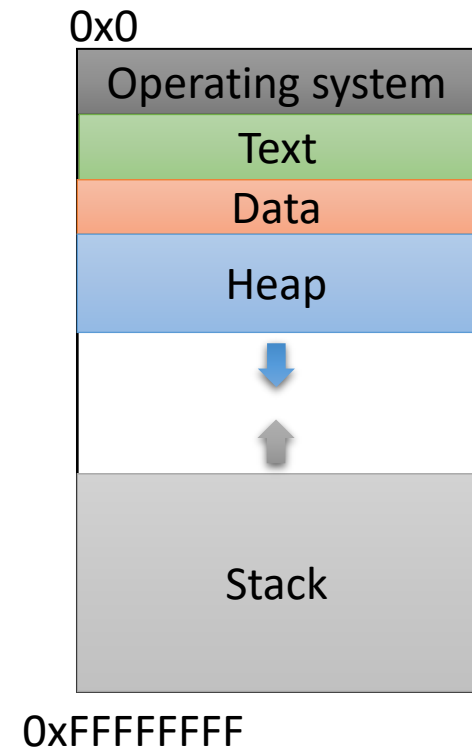 0x0
Operating system
Text
Data
Heap
Stack
0xFFFFFFFF